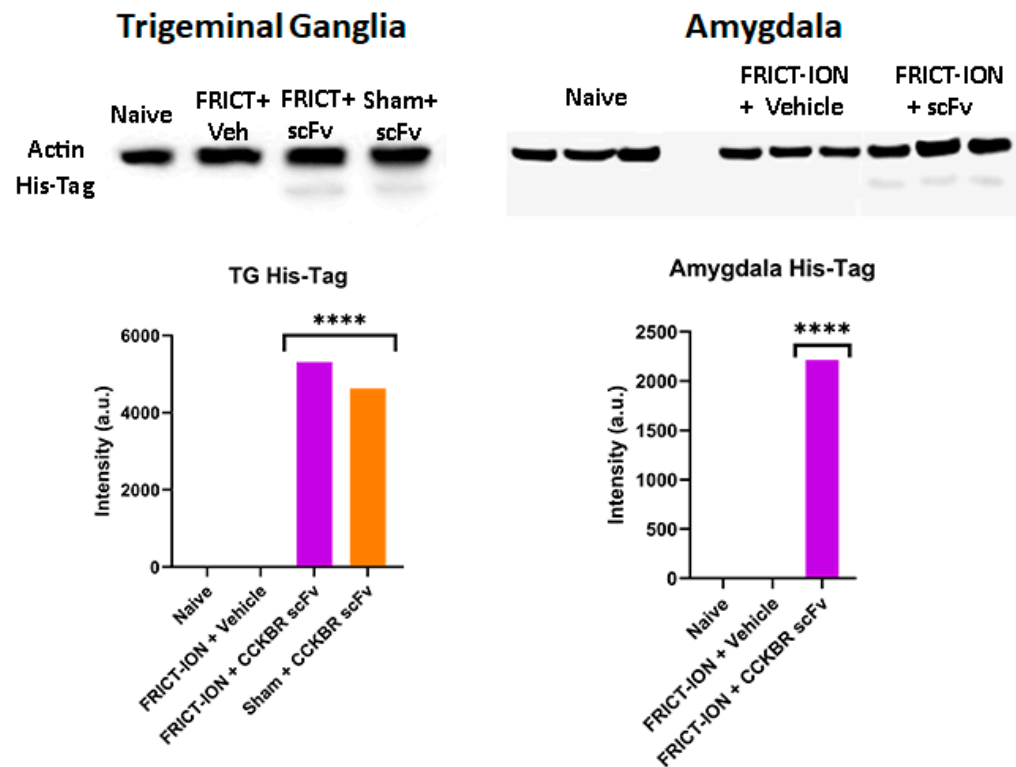 Trigeminal Ganglia
Naive
FRICT+
Veh
FRICT+
scFv
Sham+
scFv
Actin
His-Tag
TG His-Tag
****
6000
4000
2000
0
Intensity (a.u.)
Naive
FRICT-ION + Vehicle
FRICT-ION + CCKBR scFv
Sham + CCKBR scFv
Amygdala
Naive
FRICT-ION
+ Vehicle
FRICT-ION
+ scFv
Amygdala His-Tag
****
2500
2000
1500
1000
500
0
Intensity (a.u.)
Naive
FRICT-ION + Vehicle
FRICT-ION + CCKBR scFv